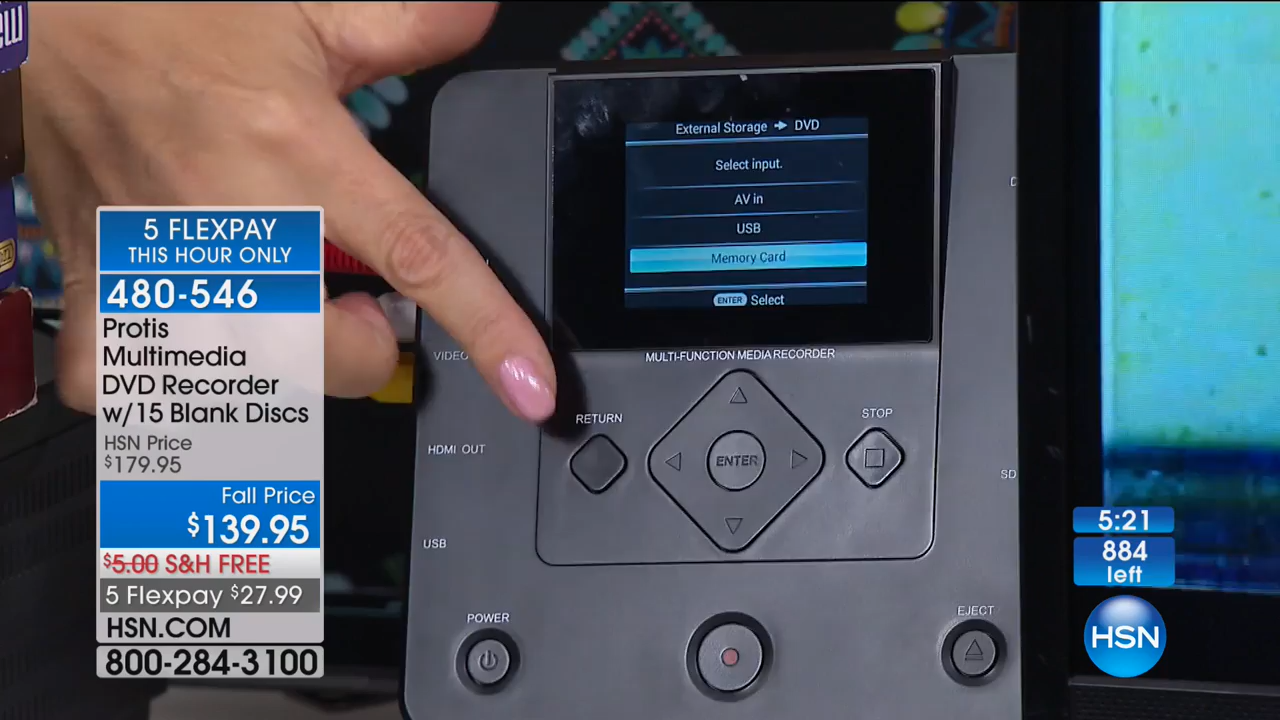 5 FLEXPAY
THIS HOUR ONLY
480-546
Protis
Multimedia
DVD Recorder
w/15 Blank Discs
HSN Price
$179.95
Fall Price
$139.95
$5.00 S&H FREE
5 Flexpay $27.99
HSN.COM
800-284-3100
External Storage ➔ DVD
Select input.
AV in
USB
Memory Card
ENTER Select
MULTI-FUNCTION MEDIA RECORDER
VIDEO
RETURN
STOP
ENTER
HDMI OUT
SD
USB
POWER
EJECT
5:21
884
left
HSN